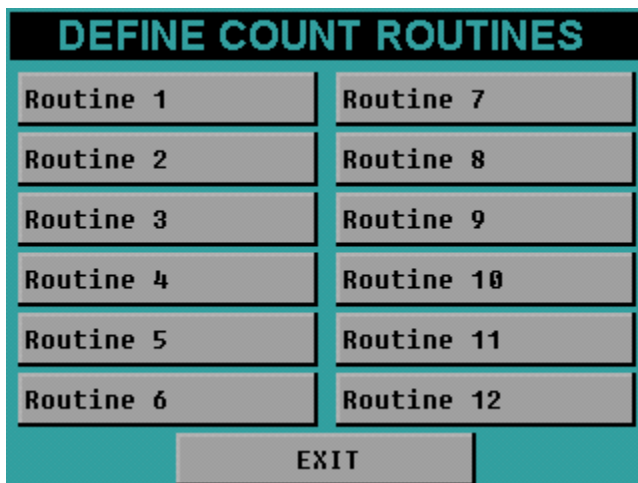 DEFINE COUNT ROUTINES
Routine 1
Routine 2
Routine 3
Routine 4
Routine 5
Routine 6
Routine 7
Routine 8
Routine 9
Routine 10
Routine 11
Routine 12
EXIT